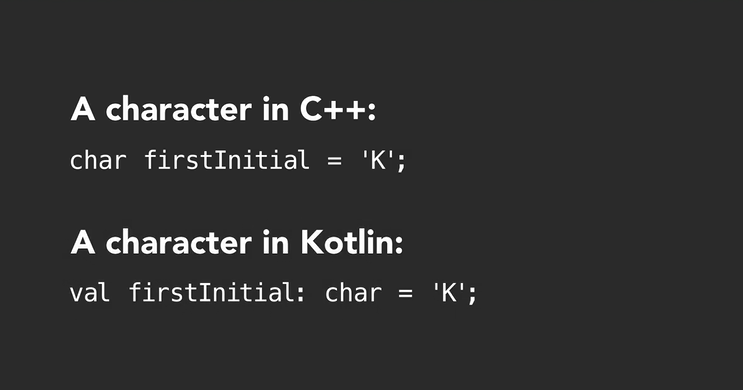 A character in C++:
char firstInitial = 'K';
A character in Kotlin:
val firstInitial: char = 'K';